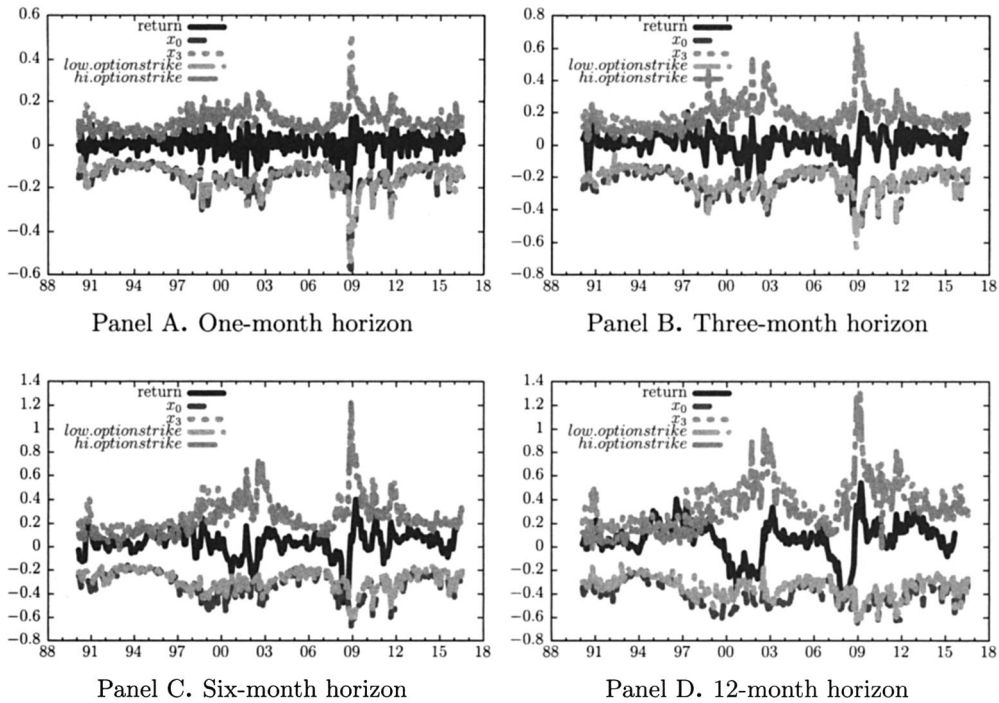 0.6
0.4
0.2
0
−0.2
−0.4
−0.6
return
x0
x3
low.optionstrike
hi.optionstrike
88 91 94 97 00 03 06 09 12 15 18
Panel A. One-month horizon
0.8
0.6
0.4
0.2
0
−0.2
−0.4
−0.6
−0.8
return
x0
x3
low.optionstrike
hi.optionstrike
88 91 94 97 00 03 06 09 12 15 18
Panel B. Three-month horizon
1.4
1.2
1
0.8
0.6
0.4
0.2
0
−0.2
−0.4
−0.6
−0.8
return
x0
x3
low.optionstrike
hi.optionstrike
88 91 94 97 00 03 06 09 12 15 18
Panel C. Six-month horizon
1.4
1.2
1
0.8
0.6
0.4
0.2
0
−0.2
−0.4
−0.6
−0.8
return
x0
x3
low.optionstrike
hi.optionstrike
88 91 94 97 00 03 06 09 12 15 18
Panel D. 12-month horizon